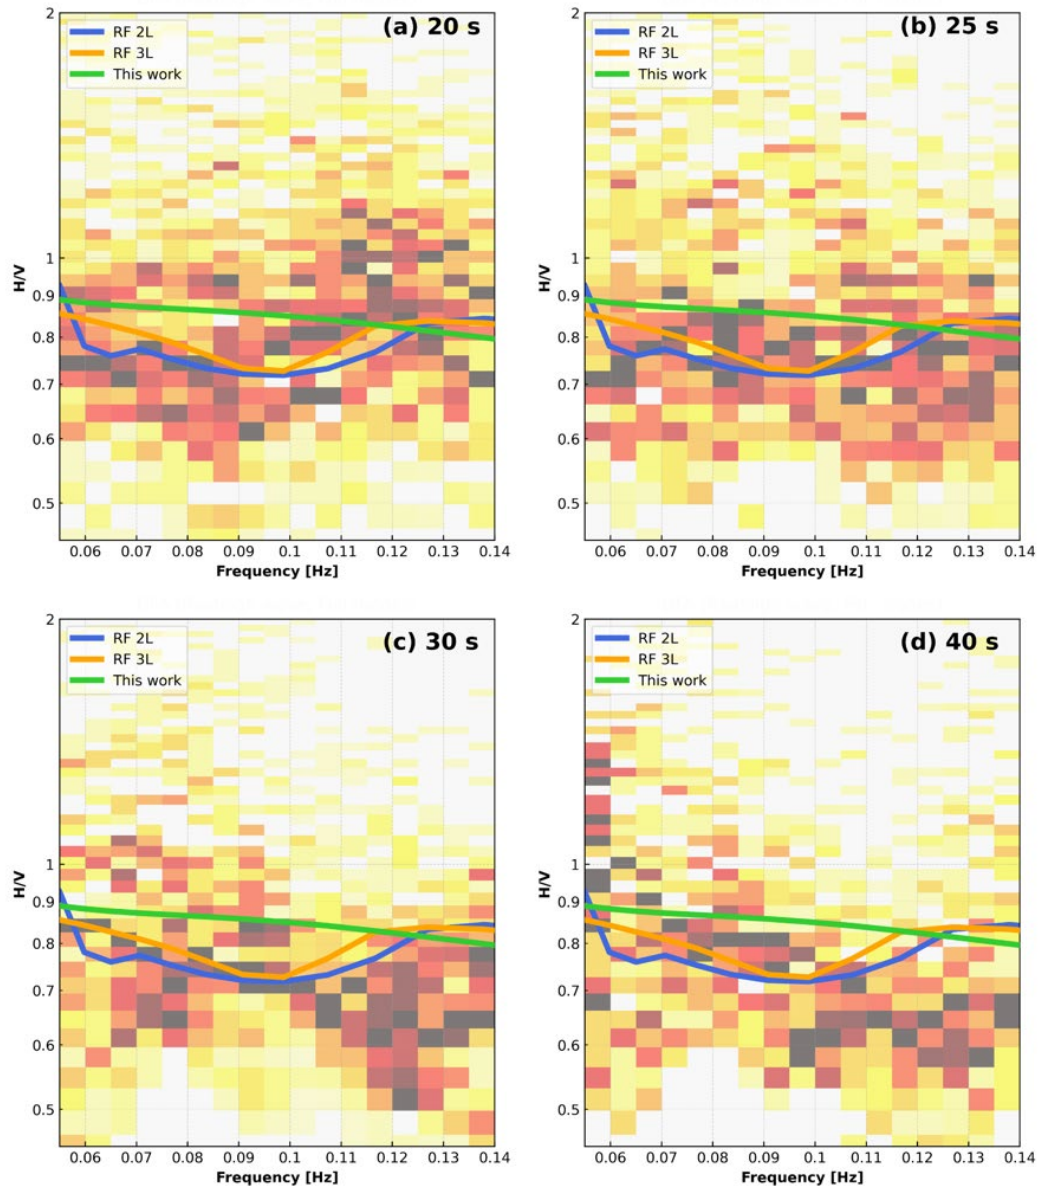 (a) 20 s
RF 2L
RF 3L
This work
2
1
0.9
0.8
0.7
0.6
0.5
H/V
0.06 0.07 0.08 0.09 0.1 0.11 0.12 0.13 0.14
Frequency [Hz]
(b) 25 s
RF 2L
RF 3L
This work
2
1
0.9
0.8
0.7
0.6
0.5
H/V
0.06 0.07 0.08 0.09 0.1 0.11 0.12 0.13 0.14
Frequency [Hz]
(c) 30 s
RF 2L
RF 3L
This work
2
1
0.9
0.8
0.7
0.6
0.5
H/V
0.06 0.07 0.08 0.09 0.1 0.11 0.12 0.13 0.14
Frequency [Hz]
(d) 40 s
RF 2L
RF 3L
This work
2
1
0.9
0.8
0.7
0.6
0.5
H/V
0.06 0.07 0.08 0.09 0.1 0.11 0.12 0.13 0.14
Frequency [Hz]